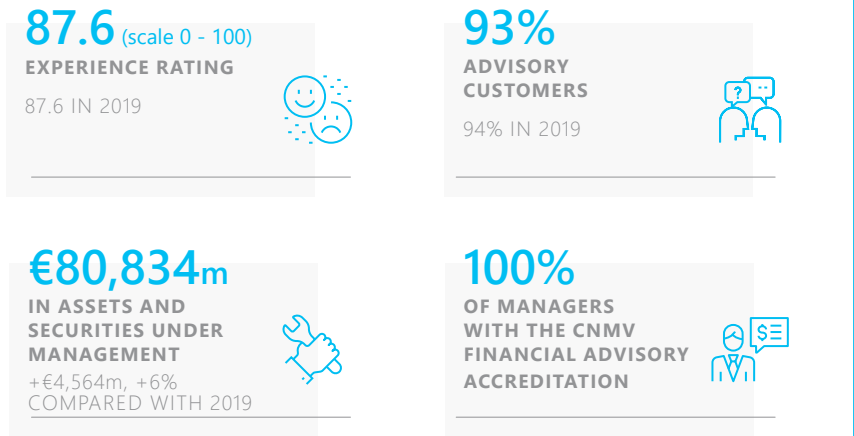 87.6 (scale 0 - 100)
EXPERIENCE RATING
87.6 IN 2019
93%
ADVISORY
CUSTOMERS
94% IN 2019
€80,834m
IN ASSETS AND
SECURITIES UNDER
MANAGEMENT
+€4,564m, +6%
COMPARED WITH 2019
100%
OF MANAGERS
WITH THE CNMV
FINANCIAL ADVISORY
ACCREDITATION